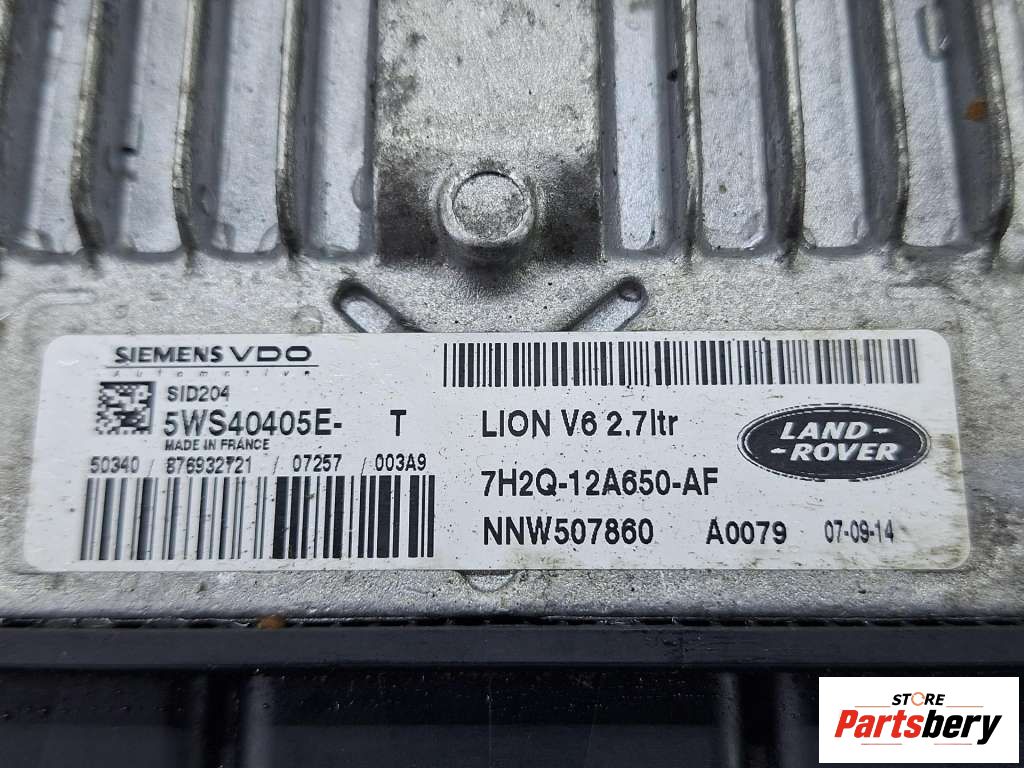 SIEMENS VDO
Automotive
SID204
5WS40405E- T
MADE IN FRANCE
50340 / 876932721 / 07257 / 003A9
LION V6 2.7ltr
7H2Q-12A650-AF
NNW507860 A0079 07-09-14
LAND-
-ROVER
STORE
Partsbery